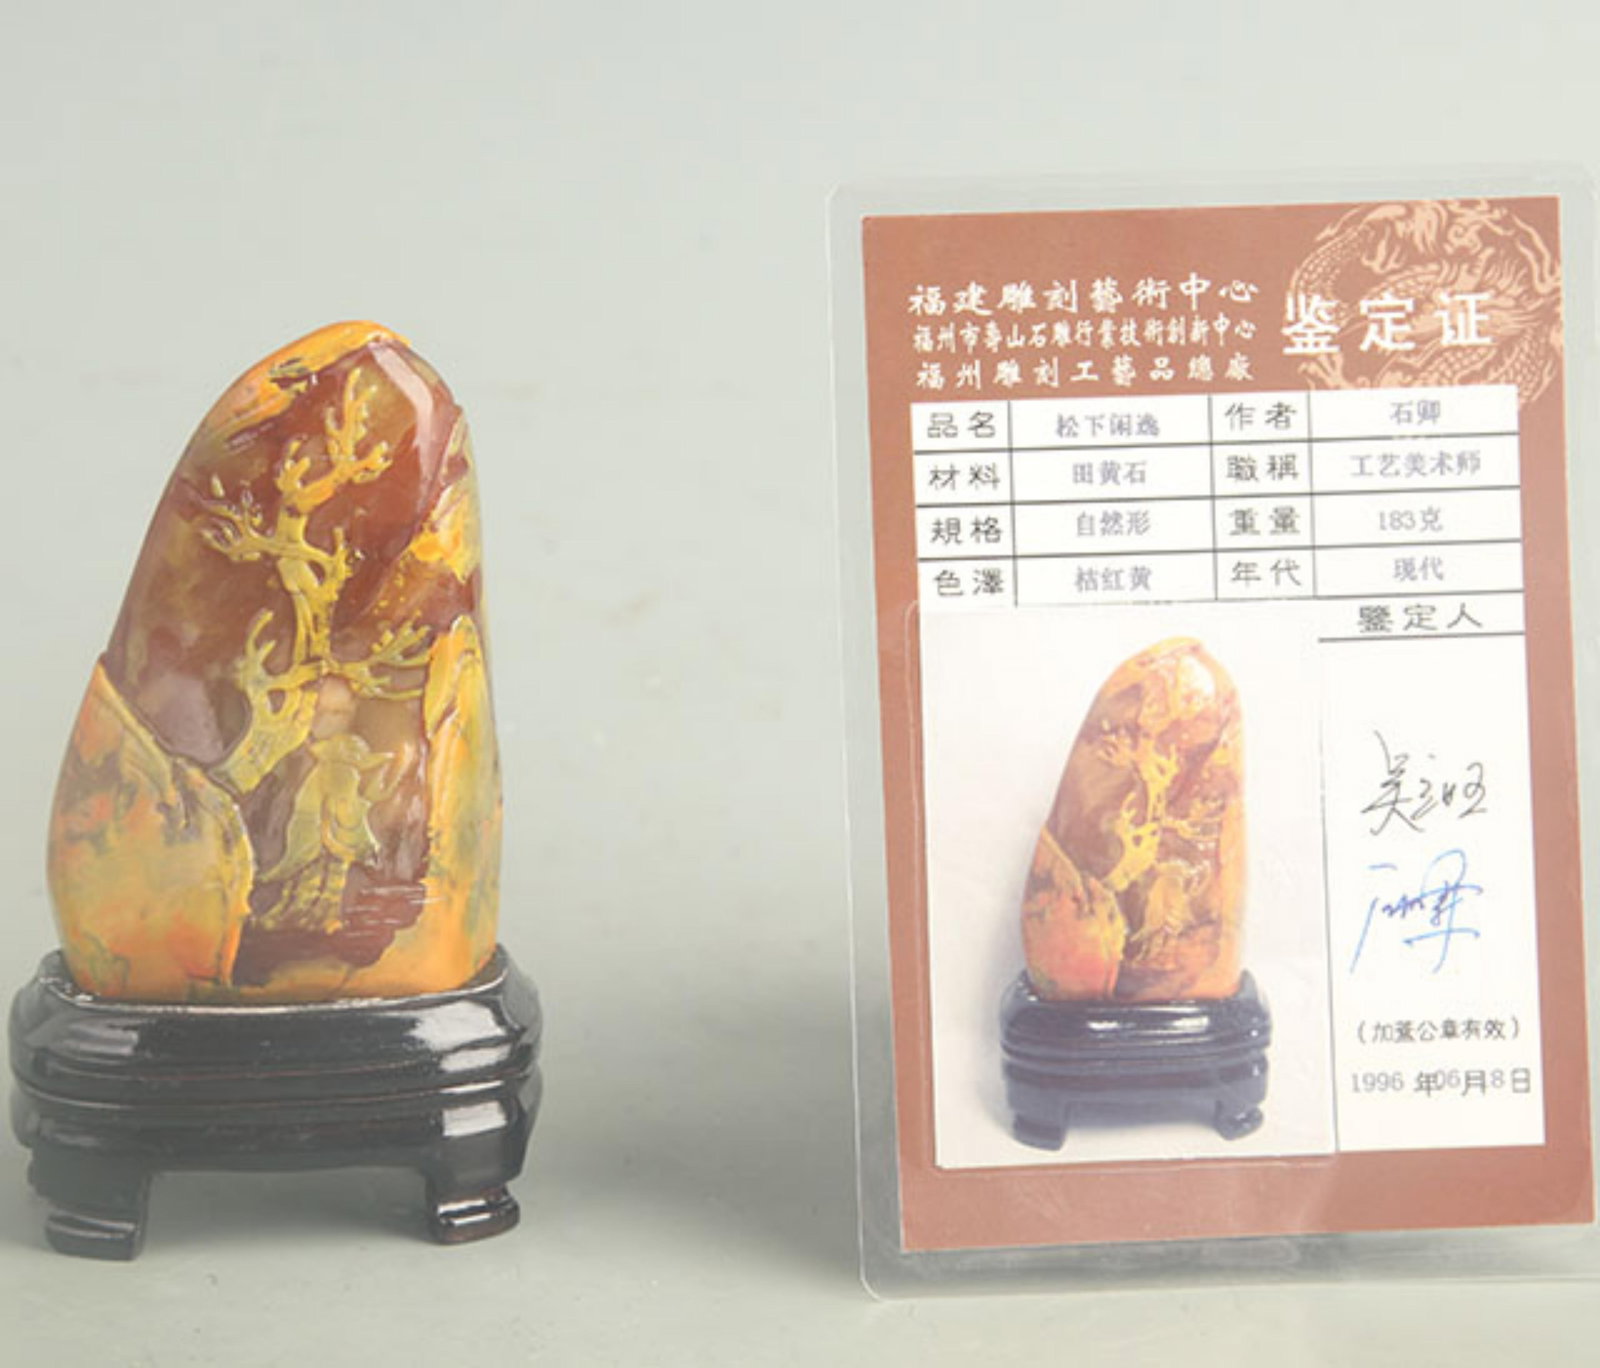 福建雕刻藝術中心
福州市壽山石雕行業技術創新中心
福州雕刻工藝品總廠
鉴定证
品名 松下闲逸 作者 石卿
材料 田黄石 職稱 工艺美术师
規格 自然形 重量 183克
色澤 桔红黄 年代 现代
鑒定人
(加蓋公章有效)
1996 年06月8日